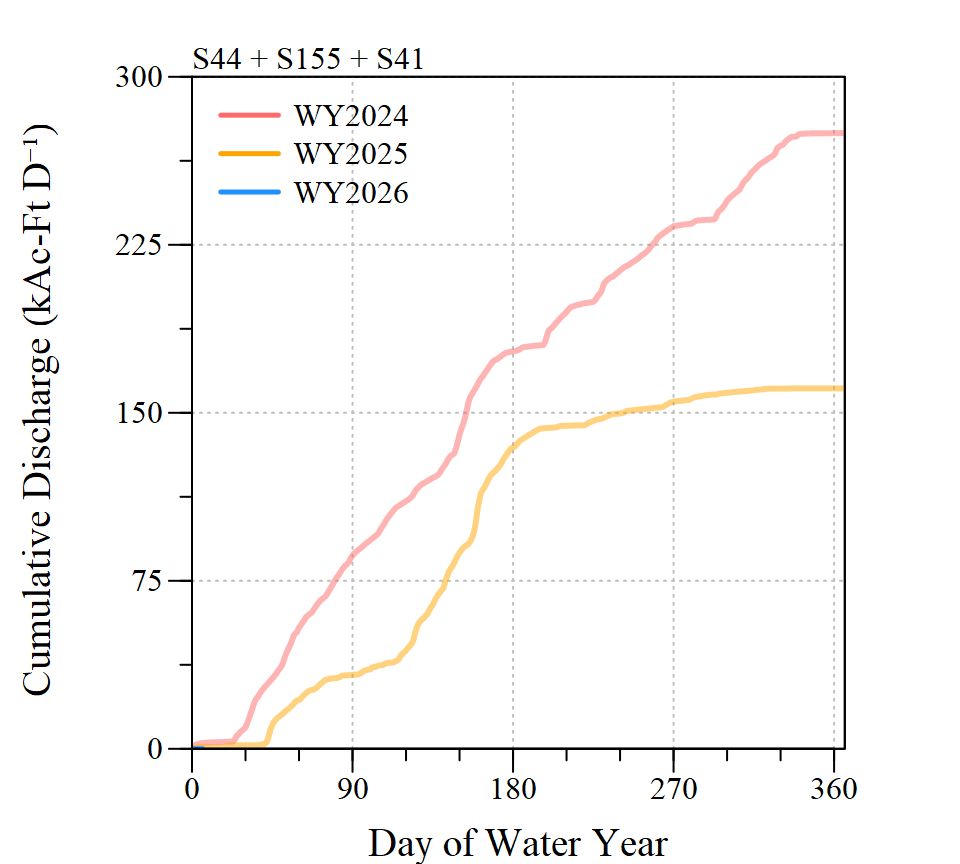 S44 + S155 + S41
300
225
150
75
0
WY2024
WY2025
WY2026
Cumulative Discharge (kAc-Ft D⁻¹)
0 90 180 270 360
Day of Water Year